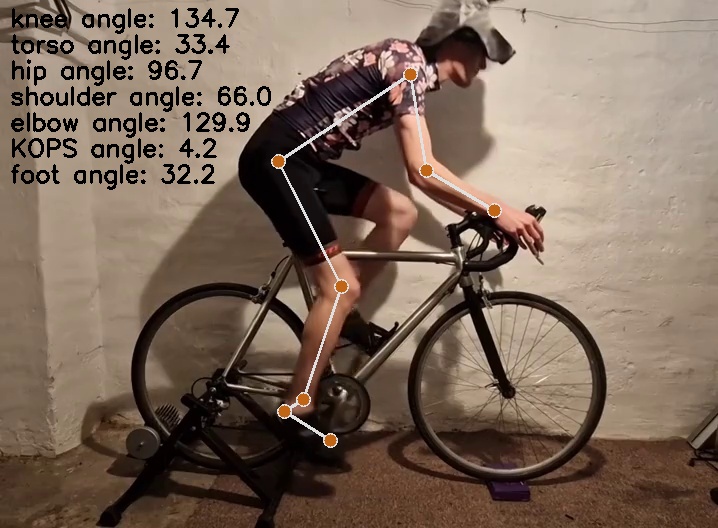 knee angle: 134.7
torso angle: 33.4
hip angle: 96.7
shoulder angle: 66.0
elbow angle: 129.9
KOPS angle: 4.2
foot angle: 32.2